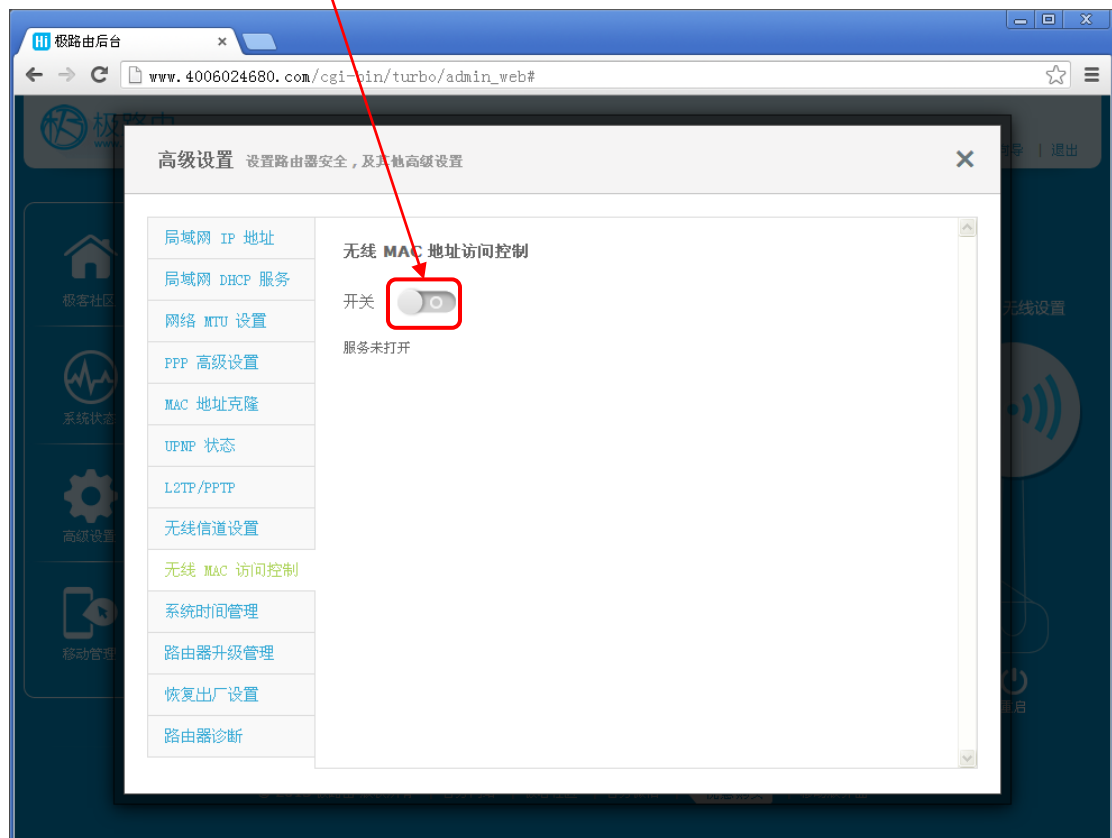 Hi 极路由后台
www.4006024680.com/cgi-bin/turbo/admin_web#
极路由
www.
| 退出
高级设置 设置路由器安全，及其他高级设置
局域网 IP 地址
局域网 DHCP 服务
网络 MTU 设置
PPP 高级设置
MAC 地址克隆
UPNP 状态
L2TP/PPTP
无线信道设置
无线 MAC 访问控制
系统时间管理
路由器升级管理
恢复出厂设置
路由器诊断
无线 MAC 地址访问控制
开关
服务未打开
极客社区
系统状态
高级设置
移动管理
无线设置
重启